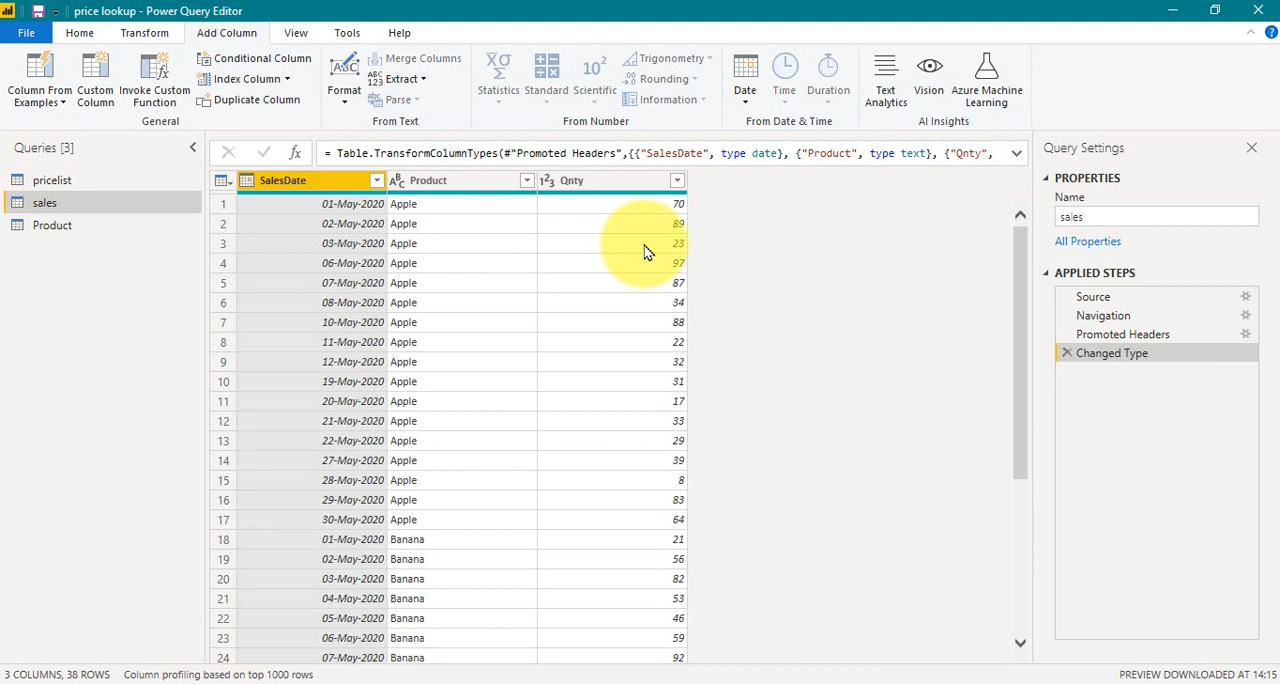 price lookup - Power Query Editor
File Home Transform Add Column View Tools Help
Column From Examples
Custom Column
Invoke Custom Function
Conditional Column
Index Column
Duplicate Column
General
Format
Merge Columns
Extract
Parse
From Text
Statistics
Standard
Scientific
Trigonometry
Rounding
Information
From Number
Date
Time
Duration
From Date & Time
Text Analytics
Vision
Azure Machine Learning
AI Insights
Queries [3]
pricelist
sales
Product
= Table.TransformColumnTypes(#"Promoted Headers",{{"SalesDate", type date}, {"Product", type text}, {"Qnty",
SalesDate Product Qnty
1 01-May-2020 Apple 70
2 02-May-2020 Apple 89
3 03-May-2020 Apple 23
4 06-May-2020 Apple 97
5 07-May-2020 Apple 87
6 08-May-2020 Apple 34
7 10-May-2020 Apple 88
8 11-May-2020 Apple 22
9 12-May-2020 Apple 32
10 19-May-2020 Apple 31
11 20-May-2020 Apple 17
12 21-May-2020 Apple 33
13 22-May-2020 Apple 29
14 27-May-2020 Apple 39
15 28-May-2020 Apple 8
16 29-May-2020 Apple 83
17 30-May-2020 Apple 64
18 01-May-2020 Banana 21
19 02-May-2020 Banana 56
20 03-May-2020 Banana 82
21 04-May-2020 Banana 53
22 05-May-2020 Banana 46
23 06-May-2020 Banana 59
24 07-May-2020 Banana 92
Query Settings
PROPERTIES
Name
sales
All Properties
APPLIED STEPS
Source
Navigation
Promoted Headers
Changed Type
3 COLUMNS, 38 ROWS Column profiling based on top 1000 rows
PREVIEW DOWNLOADED AT 14:15